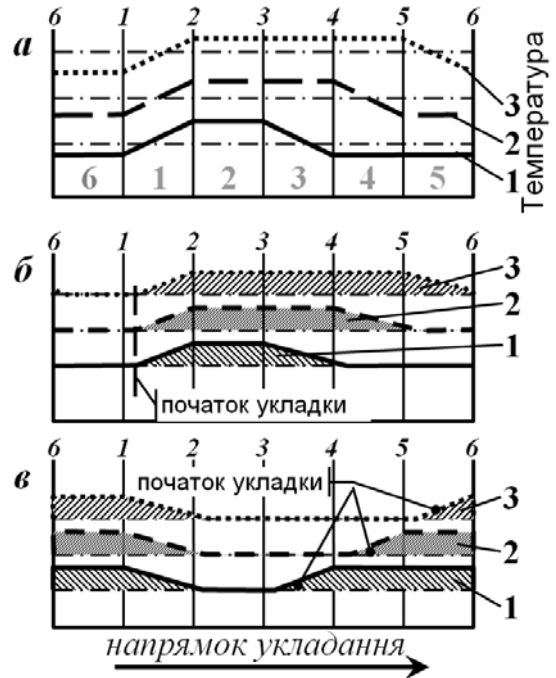 6 1 2 3 4 5 6
а
3
2
1
6 1 2 3 4 5
Температура
6 1 2 3 4 5 6
б
3
2
1
початок укладки
6 1 2 3 4 5 6
в
початок укладки
3
2
1
напрямок укладання